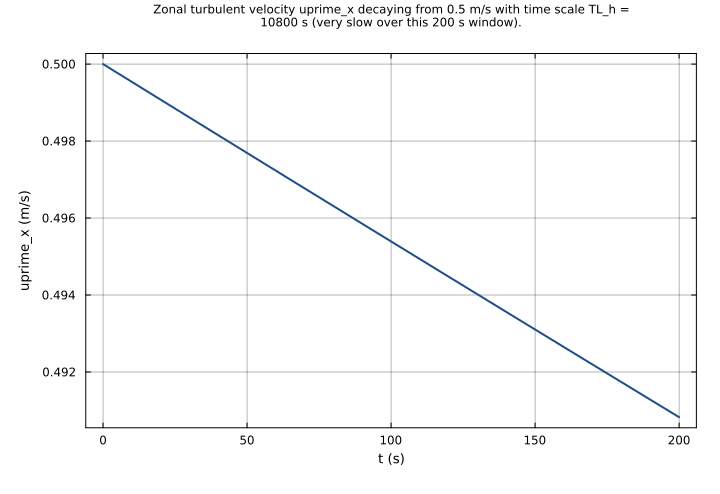 Zonal turbulent velocity uprime_x decaying from 0.5 m/s with time scale TL_h =
10800 s (very slow over this 200 s window).
0.500
0.498
0.496
0.494
0.492
uprime_x (m/s)
0
50
100
150
200
t (s)